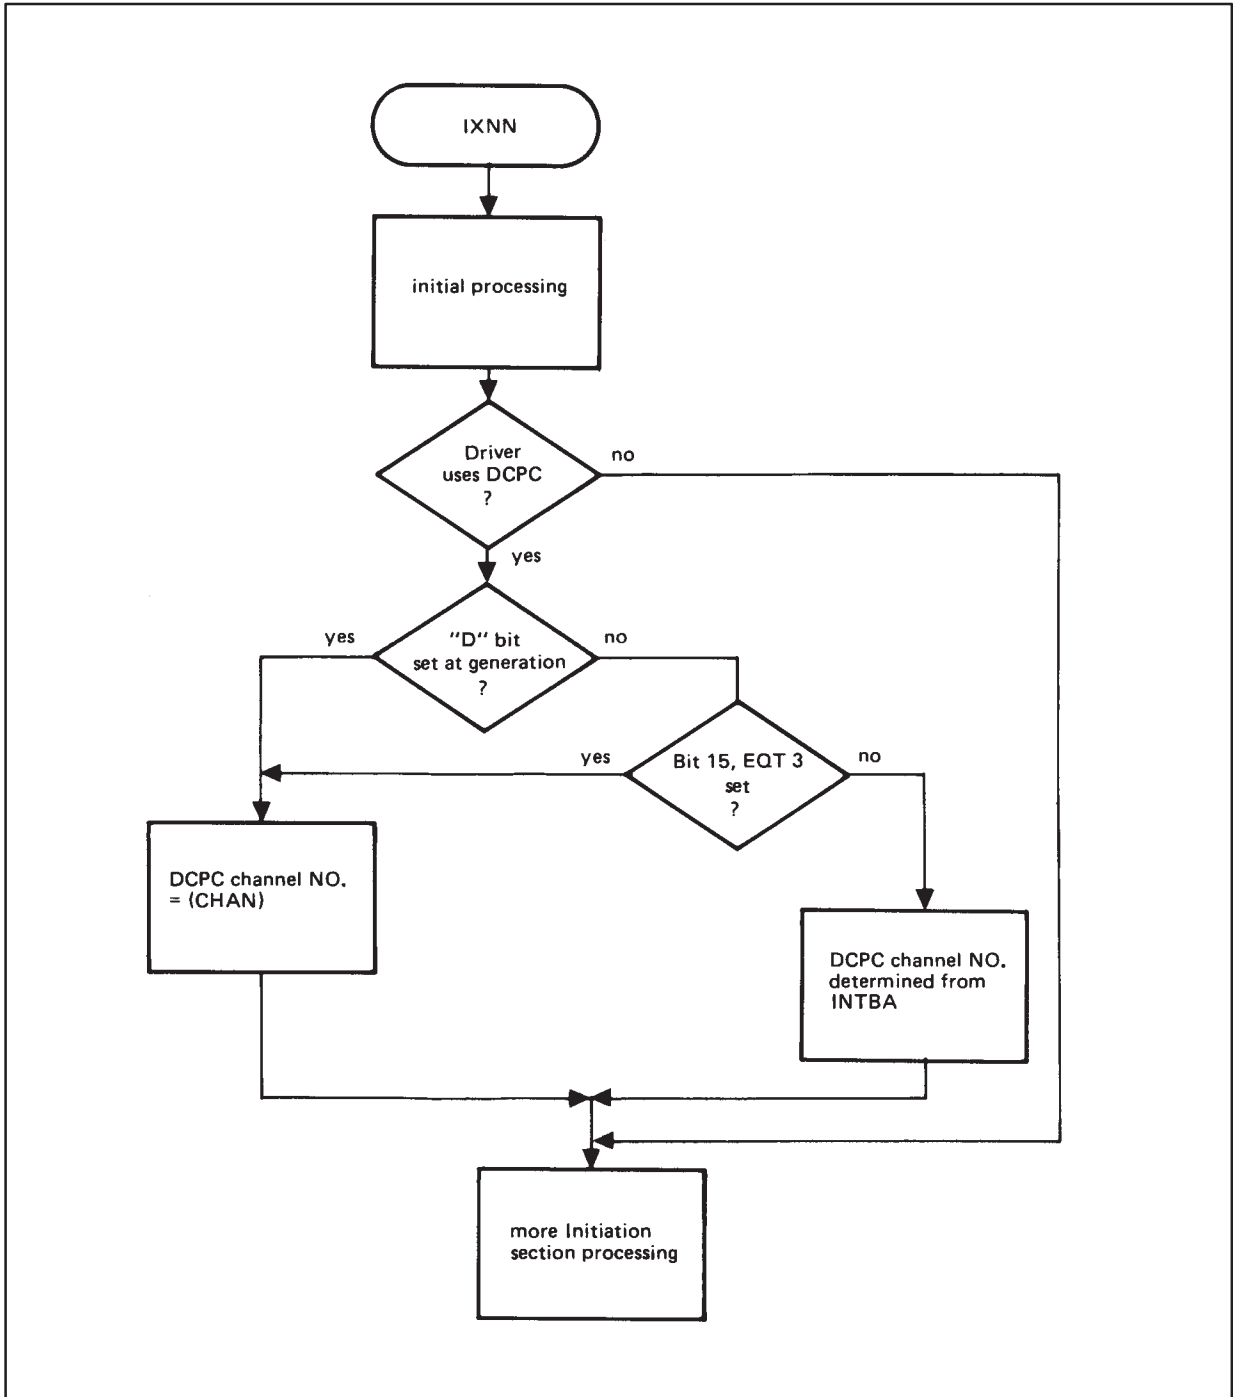 IXNN
initial processing
Driver
uses DCPC
?
no
yes
yes
"D" bit
set at generation
?
no
yes
Bit 15, EQT 3
set
?
no
DCPC channel NO.
= (CHAN)
DCPC channel NO.
determined from
INTBA
more Initiation
section processing